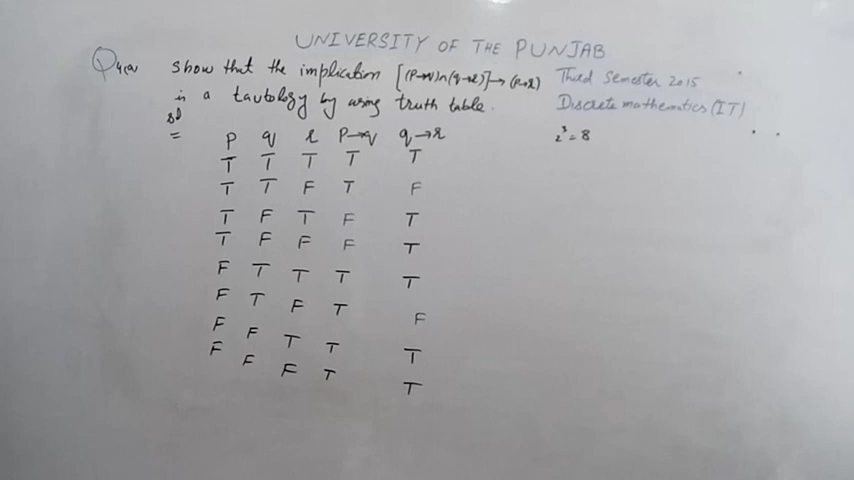 UNIVERSITY OF THE PUNJAB
Q4(a) show that the implication [(P→q)∧(q→r)]→(P→r) Third Semester 2015
is a tautology by using truth table. Discrete mathematics (IT)
sol
=
2³=8
P q r P→q q→r
T T T T T
T T F T F
T F T F T
T F F F T
F T T T T
F T F T F
F F T T T
F F F T T